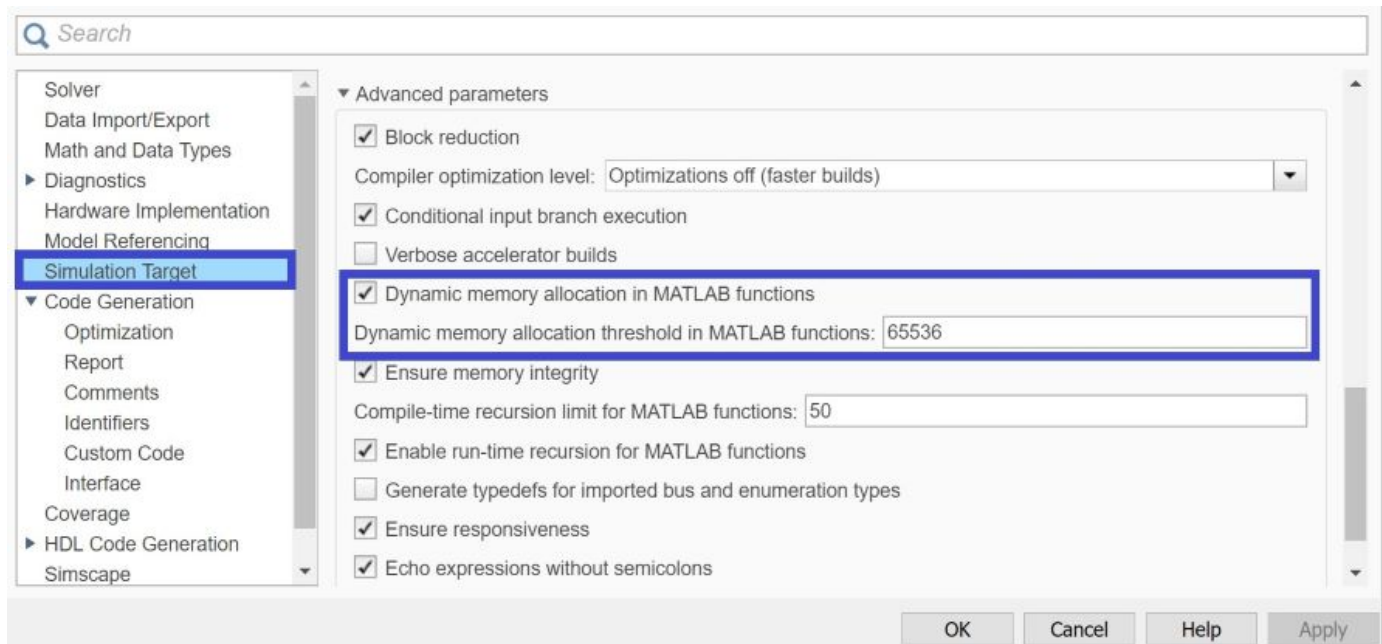 Search
Solver
Data Import/Export
Math and Data Types
Diagnostics
Hardware Implementation
Model Referencing
Simulation Target
Code Generation
Optimization
Report
Comments
Identifiers
Custom Code
Interface
Coverage
HDL Code Generation
Simscape
Advanced parameters
Block reduction
Compiler optimization level: Optimizations off (faster builds)
Conditional input branch execution
Verbose accelerator builds
Dynamic memory allocation in MATLAB functions
Dynamic memory allocation threshold in MATLAB functions: 65536
Ensure memory integrity
Compile-time recursion limit for MATLAB functions: 50
Enable run-time recursion for MATLAB functions
Generate typedefs for imported bus and enumeration types
Ensure responsiveness
Echo expressions without semicolons
OK Cancel Help Apply